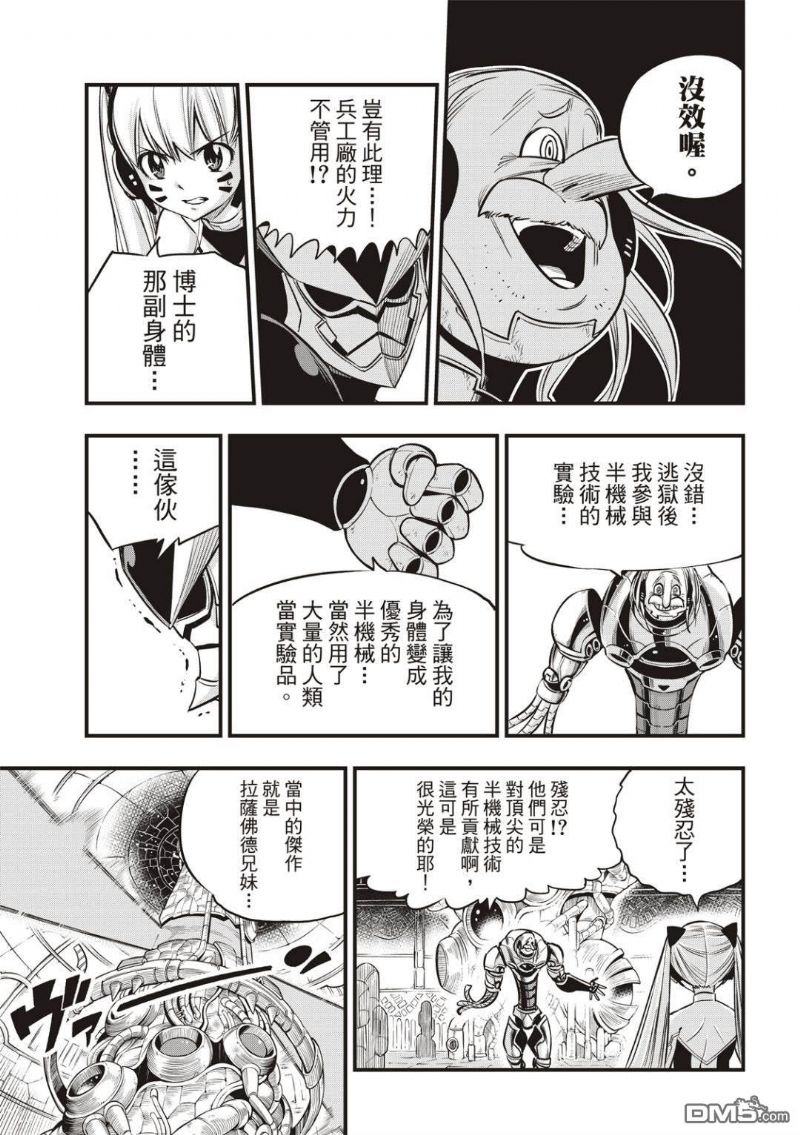 沒效喔。
豈有此理…!
兵工廠的火力
不管用!?
博士的
那副身體…
沒錯…
逃獄後
我參與
半機械
技術的
實驗…
為了讓我的
身體變成
優秀的
半機械…
當然用了
大量的人類
當實驗品。
這傢伙
……
太殘忍了…
殘忍!?
他們可是
對頂尖的
半機械技術
有所貢獻啊,
這可是
很光榮的耶!
當中的傑作
就是
拉薩佛德兄妹…
ヴァ
DM5.com